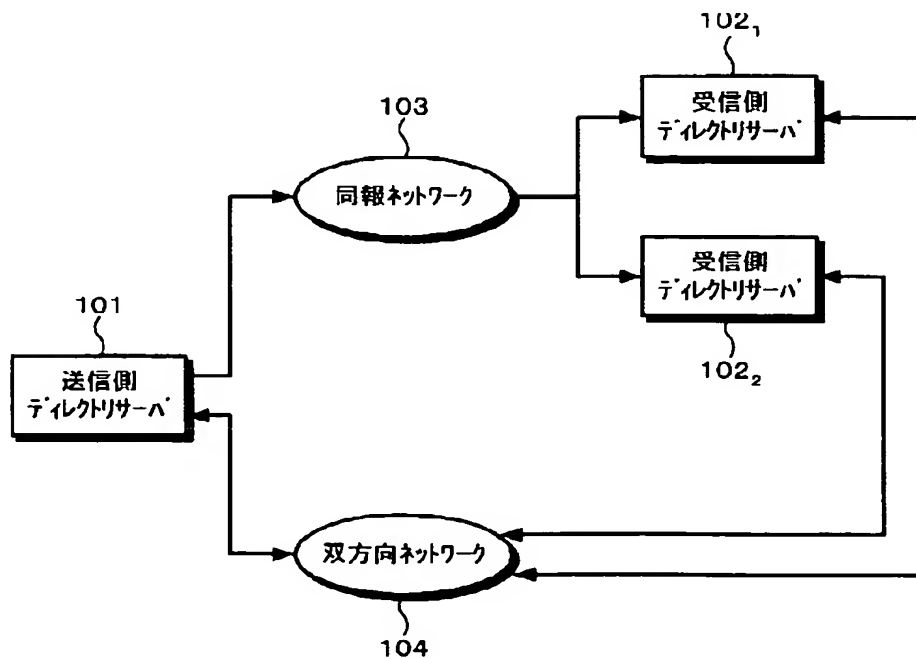 102₁
受信側
ディレクトリサーバ
103
同報ネットワーク
受信側
ディレクトリサーバ
102₂
101
送信側
ディレクトリサーバ
双方向ネットワーク
104